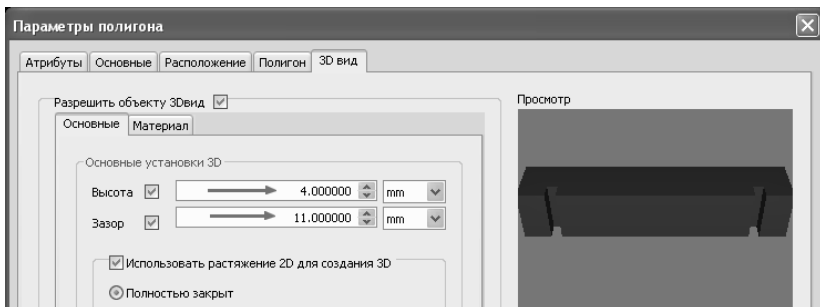 Параметры полигона
Атрибуты Основные Расположение Полигон 3D вид
Разрешить объекту 3Dвид
Просмотр
Основные Материал
Основные установки 3D
Высота 4.000000 mm
Зазор 11.000000 mm
Использовать растяжение 2D для создания 3D
Полностью закрыт